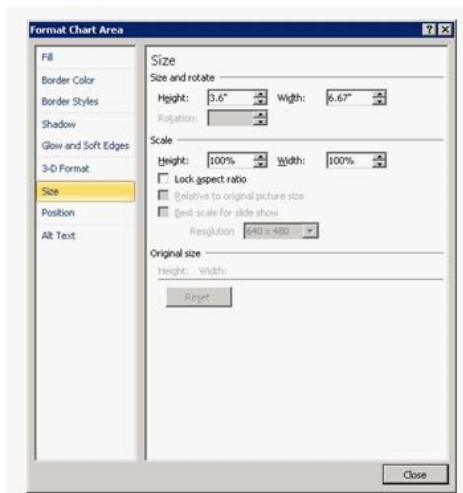 Format Chart Area
Fill
Border Color
Border Styles
Shadow
Glow and Soft Edges
3-D Format
Size
Position
Alt Text
Size
Size and rotate
Height: 3.6" Width: 6.67"
Rotation:
Scale
Height: 100% Width: 100%
Lock aspect ratio
Relative to original picture size
Best scale for slide show
Resolution 640 x 480
Original size
Height: Width:
Reset
Close